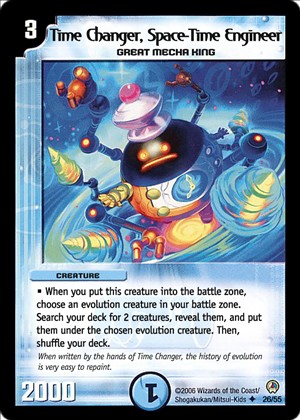 3
Time Changer, Space-Time Engineer
GREAT MECHA KING
CREATURE
▪ When you put this creature into the battle zone,
choose an evolution creature in your battle zone.
Search your deck for 2 creatures, reveal them, and put
them under the chosen evolution creature. Then,
shuffle your deck.
When written by the hands of Time Changer, the history of evolution
is very easy to repaint.
2000
©2006 Wizards of the Coast/
Shogakukan/Mitsui-Kids ♦ 26/55